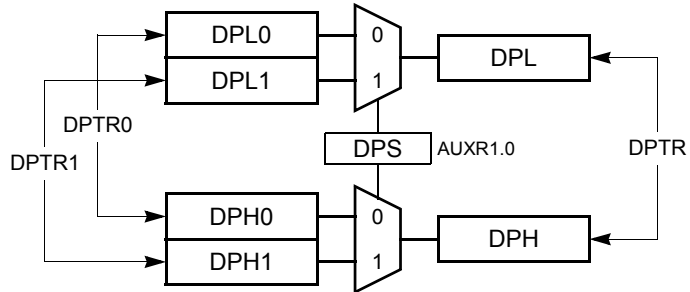 DPL0
0
DPL
DPL1
1
DPTR0
DPTR1
DPS
AUXR1.0
DPTR
DPH0
0
DPH
DPH1
1